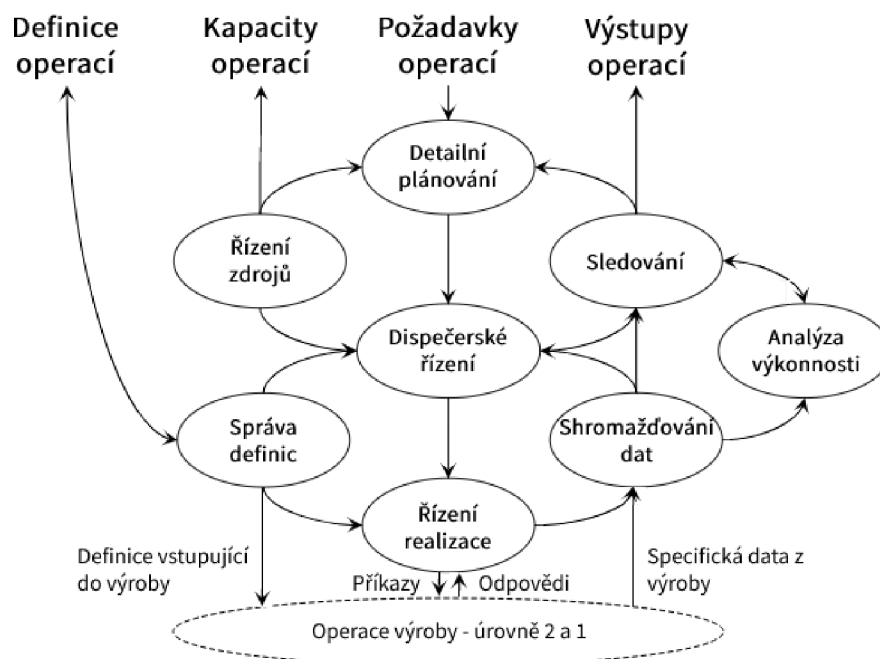 Definice
operací
Kapacity
operací
Požadavky
operací
Výstupy
operací
Detailní
plánování
Řízení
zdrojů
Sledování
Dispečerské
řízení
Analýza
výkonnosti
Správa
definic
Shromažďování
dat
Řízení
realizace
Definice vstupující
do výroby
Příkazy
Odpovědi
Specifická data z
výroby
Operace výroby - úrovně 2 a 1